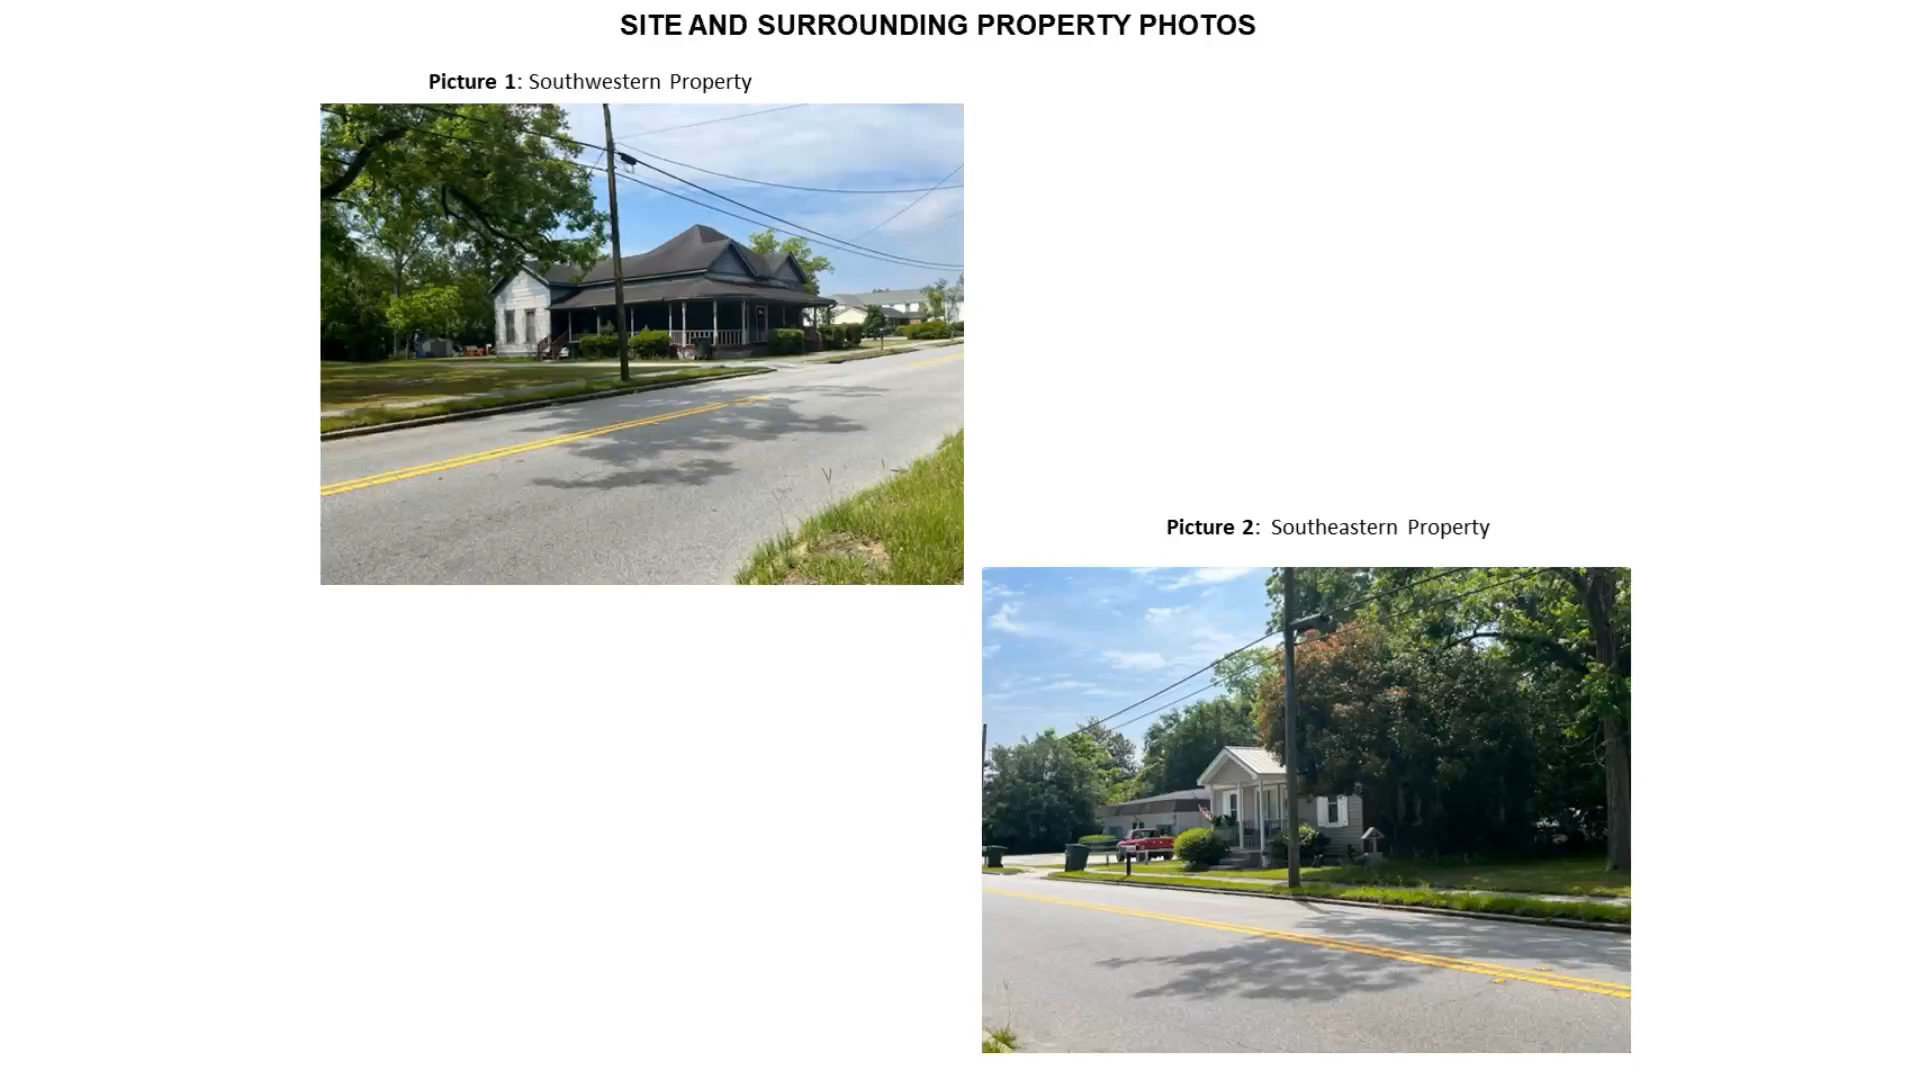 SITE AND SURROUNDING PROPERTY PHOTOS
Picture 1: Southwestern Property
Picture 2: Southeastern Property